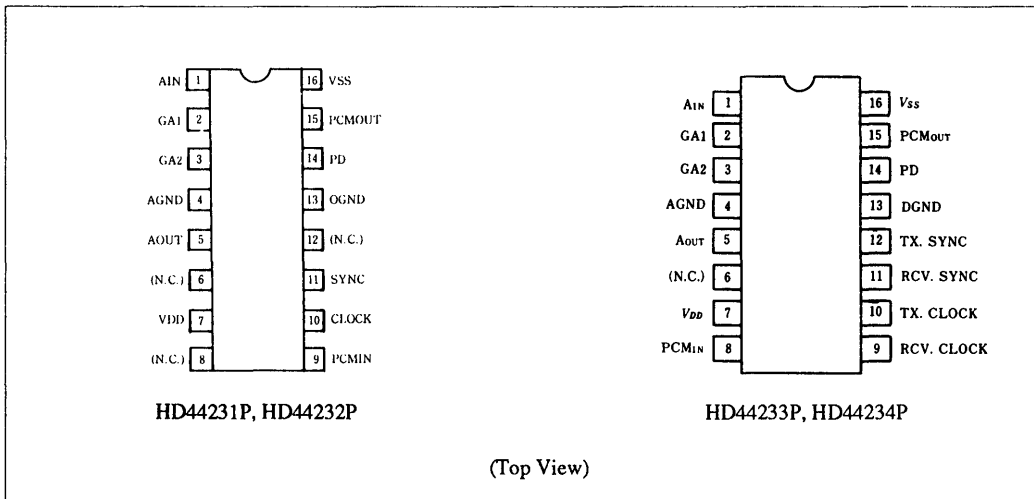 AIN 1 16 VSS
GA1 2 15 PCMOUT
GA2 3 14 PD
AGND 4 13 OGND
AOUT 5 12 (N.C.)
(N.C.) 6 11 SYNC
VDD 7 10 CLOCK
(N.C.) 8 9 PCMIN
HD44231P, HD44232P
AIN 1 16 VSS
GA1 2 15 PCMOUT
GA2 3 14 PD
AGND 4 13 DGND
AOUT 5 12 TX. SYNC
(N.C.) 6 11 RCV. SYNC
VDD 7 10 TX. CLOCK
PCMIN 8 9 RCV. CLOCK
HD44233P, HD44234P
(Top View)